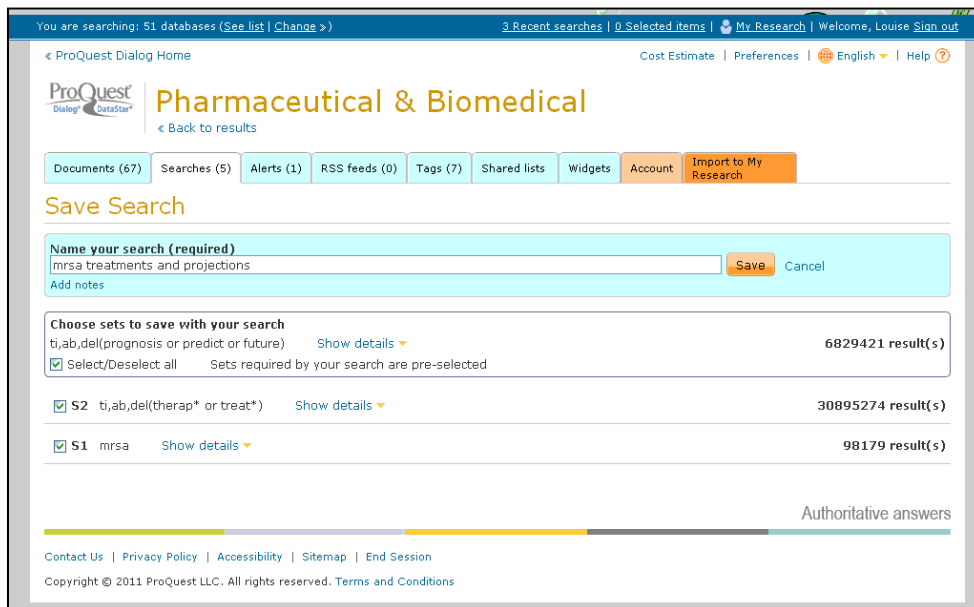 You are searching: 51 databases (See list | Change »)
3 Recent searches | 0 Selected items | My Research | Welcome, Louise Sign out
« ProQuest Dialog Home
Cost Estimate | Preferences | English | Help ?
ProQuest
Dialog® DataStar®
Pharmaceutical & Biomedical
« Back to results
Documents (67)
Searches (5)
Alerts (1)
RSS feeds (0)
Tags (7)
Shared lists
Widgets
Account
Import to My
Research
Save Search
Name your search (required)
mrsa treatments and projections
Save
Cancel
Add notes
Choose sets to save with your search
ti,ab,del(prognosis or predict or future) Show details
6829421 result(s)
Select/Deselect all Sets required by your search are pre-selected
S2 ti,ab,del(therap* or treat*) Show details
30895274 result(s)
S1 mrsa Show details
98179 result(s)
Authoritative answers
Contact Us | Privacy Policy | Accessibility | Sitemap | End Session
Copyright © 2011 ProQuest LLC. All rights reserved. Terms and Conditions